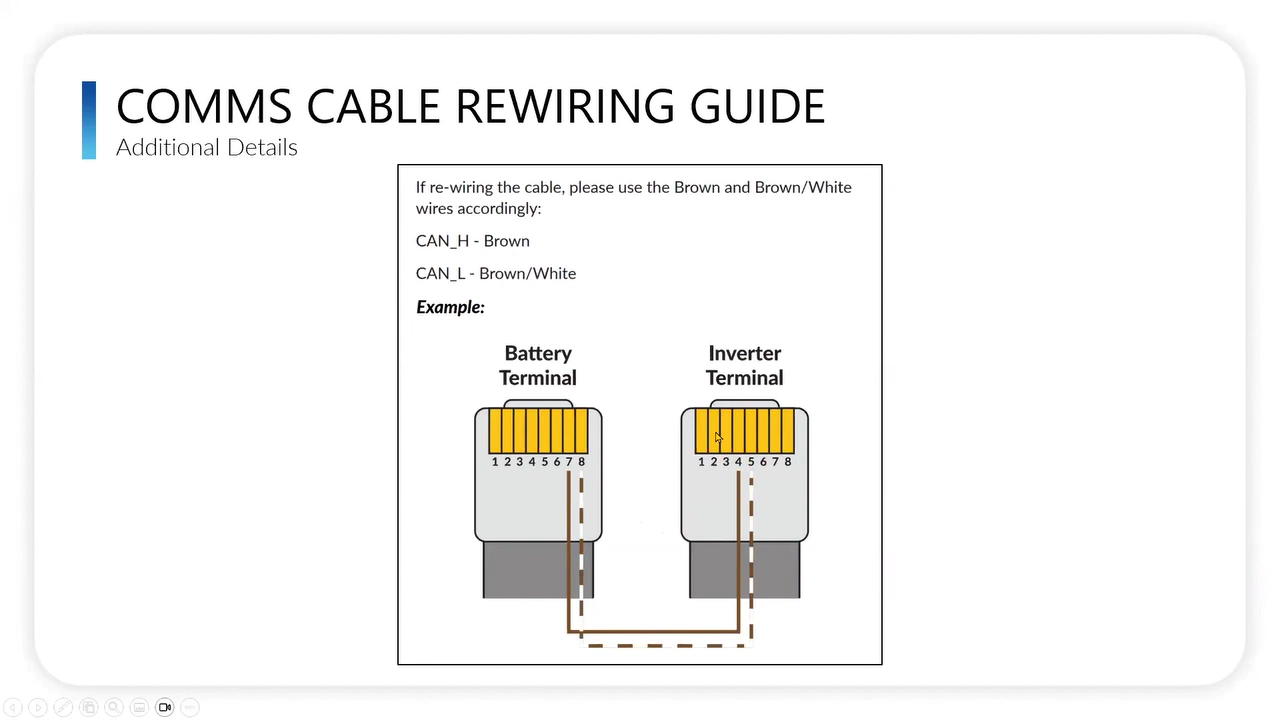 COMMS CABLE REWIRING GUIDE
Additional Details
If re-wiring the cable, please use the Brown and Brown/White
wires accordingly:
CAN_H - Brown
CAN_L - Brown/White
Example:
Battery
Terminal
Inverter
Terminal
1 2 3 4 5 6 7 8
1 2 3 4 5 6 7 8